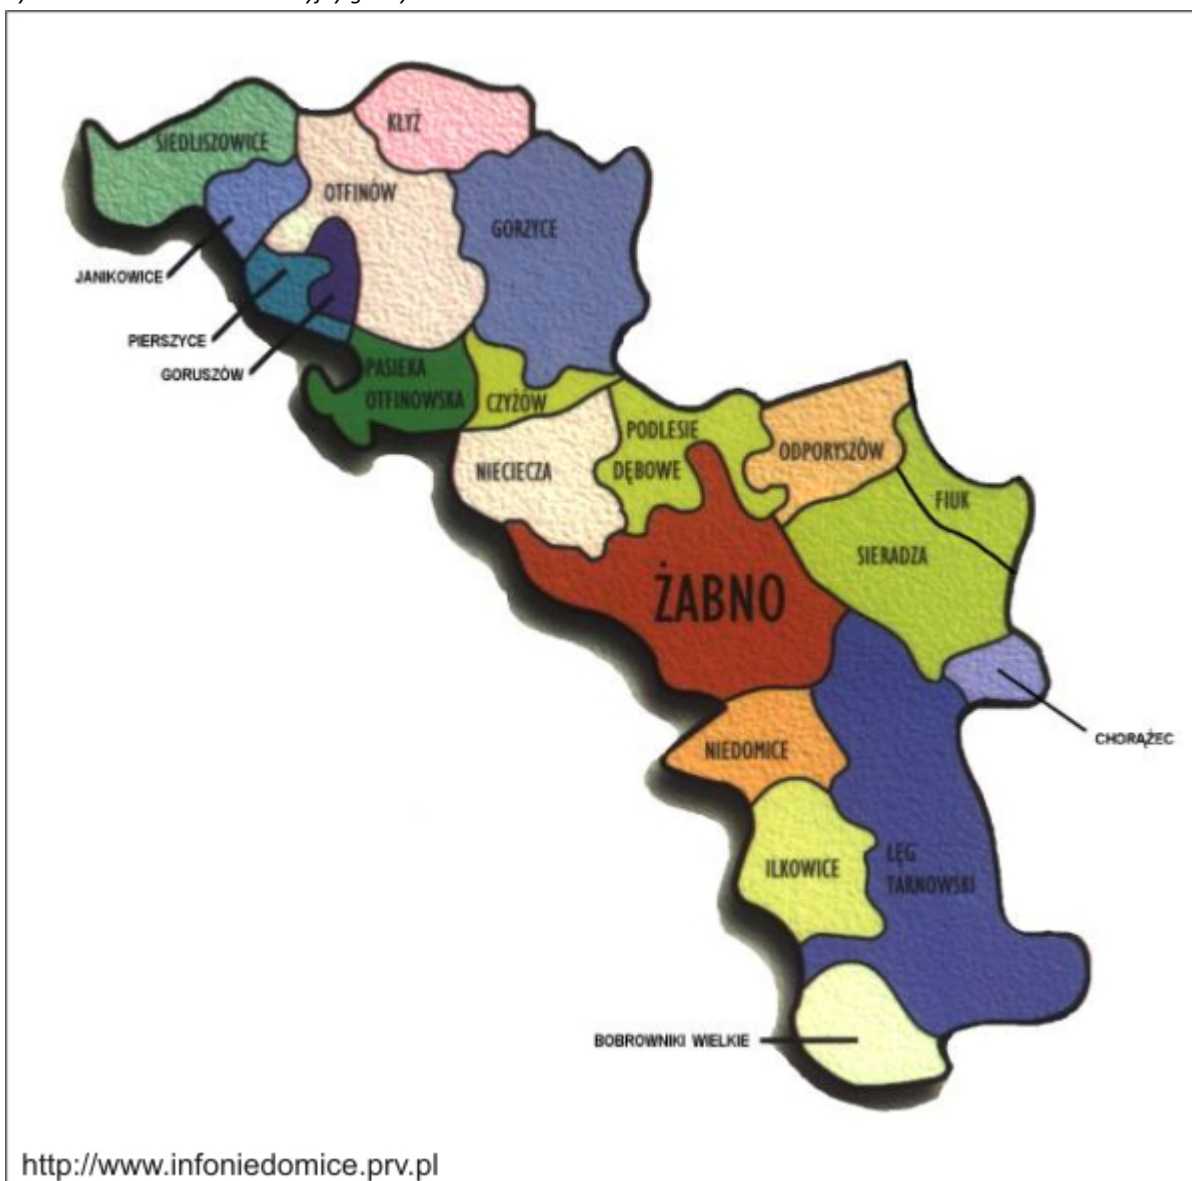 KŁYŻ
SIEDLISZOWICE
OTFINÓW
GORZYCE
JANIKOWICE
PIERSZYCE
GORUSZÓW
PASIEKA
OTFINOWSKA
CZYŻÓW
PODLESIE
DĘBOWE
NIECIECZA
ODPORYSZÓW
FIUK
SIERADZA
ŻABNO
CHORĄŻEC
NIEDOMICE
ILKOWICE
ŁĘG
TARNOWSKI
BOBROWNIKI WIELKIE
http://www.infoniedomice.prv.pl